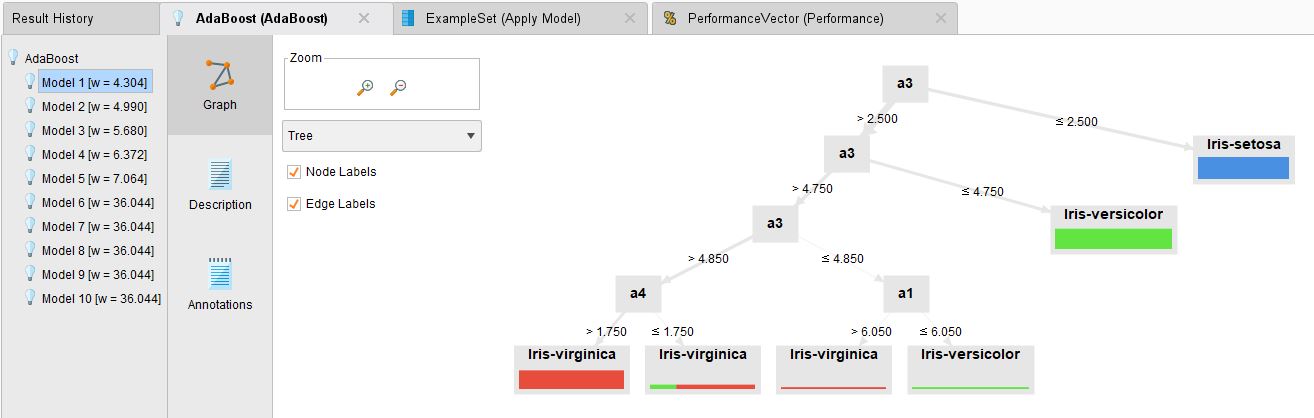 Result History
AdaBoost (AdaBoost)
ExampleSet (Apply Model)
PerformanceVector (Performance)
AdaBoost
Model 1 [w = 4.304]
Model 2 [w = 4.990]
Model 3 [w = 5.680]
Model 4 [w = 6.372]
Model 5 [w = 7.064]
Model 6 [w = 36.044]
Model 7 [w = 36.044]
Model 8 [w = 36.044]
Model 9 [w = 36.044]
Model 10 [w = 36.044]
Graph
Description
Annotations
Zoom
Tree
Node Labels
Edge Labels
a3
> 2.500
≤ 2.500
a3
Iris-setosa
> 4.750
≤ 4.750
a3
Iris-versicolor
> 4.850
≤ 4.850
a4
a1
> 1.750
≤ 1.750
> 6.050
≤ 6.050
Iris-virginica
Iris-virginica
Iris-virginica
Iris-versicolor